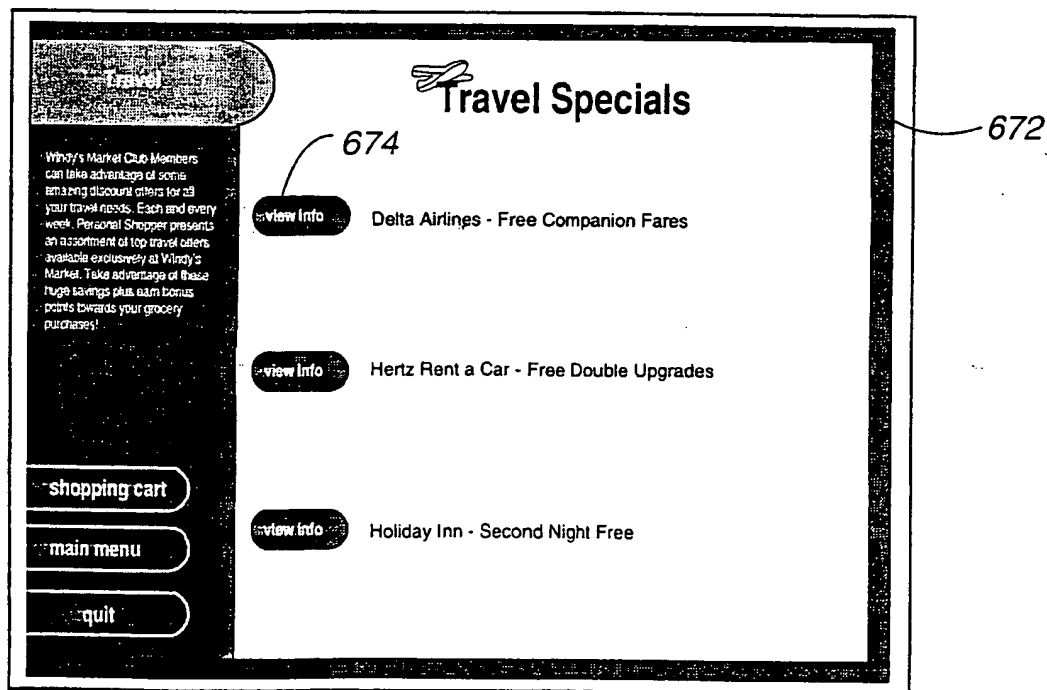 Travel
Travel Specials
672
674
Windy's Market Club Members
can take advantage of some
amazing discount offers for all
your travel needs. Each and every
week, Personal Shopper presents
an assortment of top travel offers
available exclusively at Windy's
Market. Take advantage of these
huge savings plus earn bonus
points towards your grocery
purchases!
view info
Delta Airlings - Free Companion Fares
view info
Hertz Rent a Car - Free Double Upgrades
view info
Holiday Inn - Second Night Free
shopping cart
main menu
quit